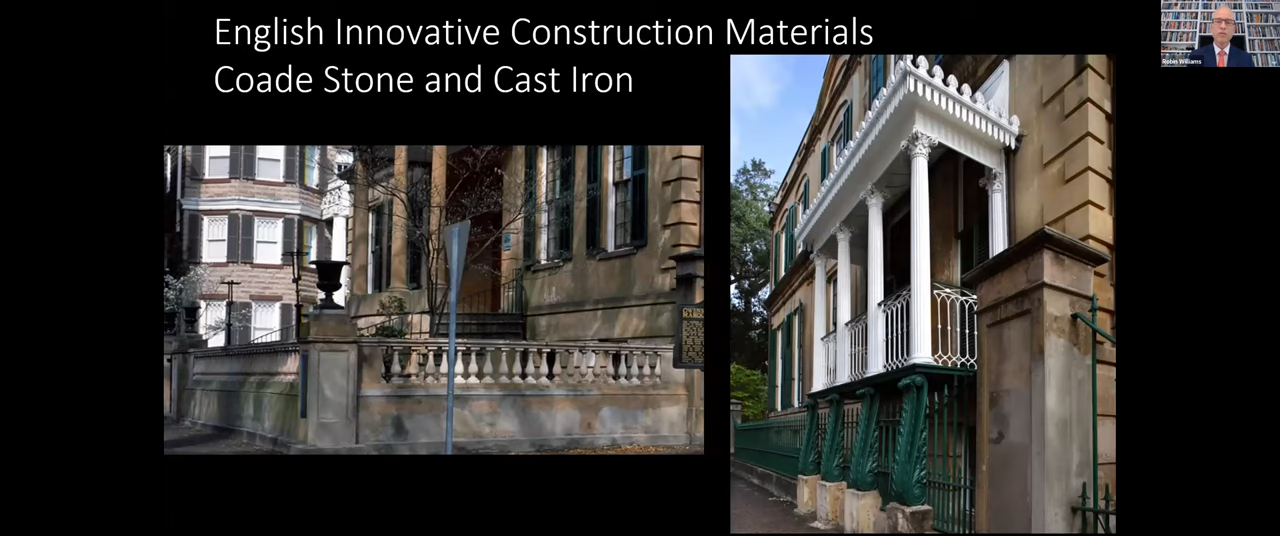 English Innovative Construction Materials
Coade Stone and Cast Iron
Robin Williams